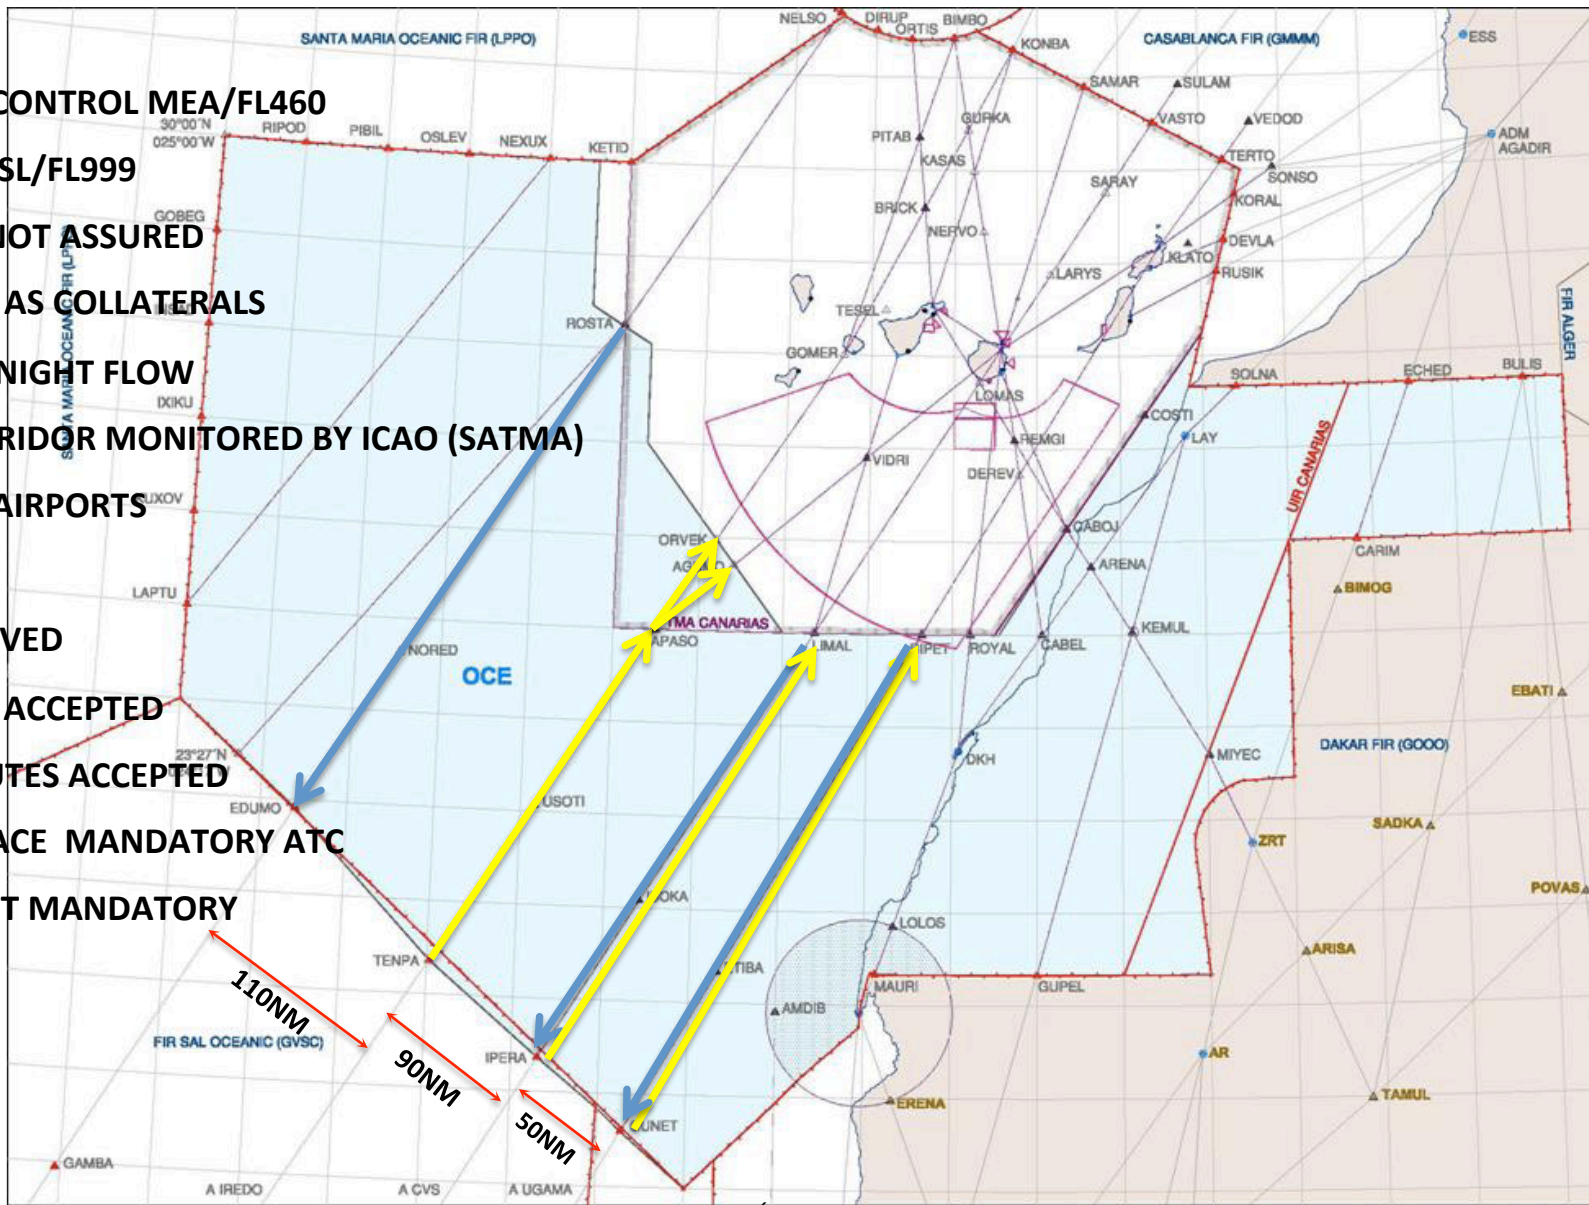 NELSO
DIRUP
ORTIS
BIMBO
SANTA MARIA OCEANIC FIR (LPPO)
KONBA
CASABLANCA FIR (GMMM)
ESS
CONTROL MEA/FL460
SAMAR
SULAM
30°00'N
025°00'W
RIPOD
PIBIL
OSLEV
NEXUX
KETID
PITAB
GURKA
VASTO
VEDOD
ADM
AGADIR
KASAS
TERTO
SONSO
SL/FL999
SARAY
KORAL
GOBEG
BRICK
NERVO
DEVLA
NOT ASSURED
KLATO
RUSIK
LARYS
SANTA MARIA OCEANIC FIR
AS COLLATERALS
TESEL
ROSTA
FIR ALGER
GOMER
NIGHT FLOW
SOLNA
ECHED
BULIS
IXIKU
LOMAS
COSTI
RIDOR MONITORED BY ICAO (SATMA)
REMGI
LAY
VIDRI
DEREV
UIR CANARIAS
UXOV
AIRPORTS
GABOJ
ORVEK
CARIM
ARENA
BIMOG
LAPTU
TMA CANARIAS
APASO
LIMAL
ROYAL
CABEL
KEMUL
VED
NORED
OCE
EBATI
ACCEPTED
DAKAR FIR (GOOO)
23°27'N
DKH
MIYEC
UTES ACCEPTED
EDUMO
USOTI
SADKA
ACE MANDATORY ATC
ZRT
POVAS
T MANDATORY
LOLOS
TENPA
ARISA
110NM
MAURI
GUPEL
AMDIB
FIR SAL OCEANIC (GVSC)
IPERA
90NM
AR
TAMUL
ERENA
50NM
GAMBA
A IREDO
A CVS
A UGAMA